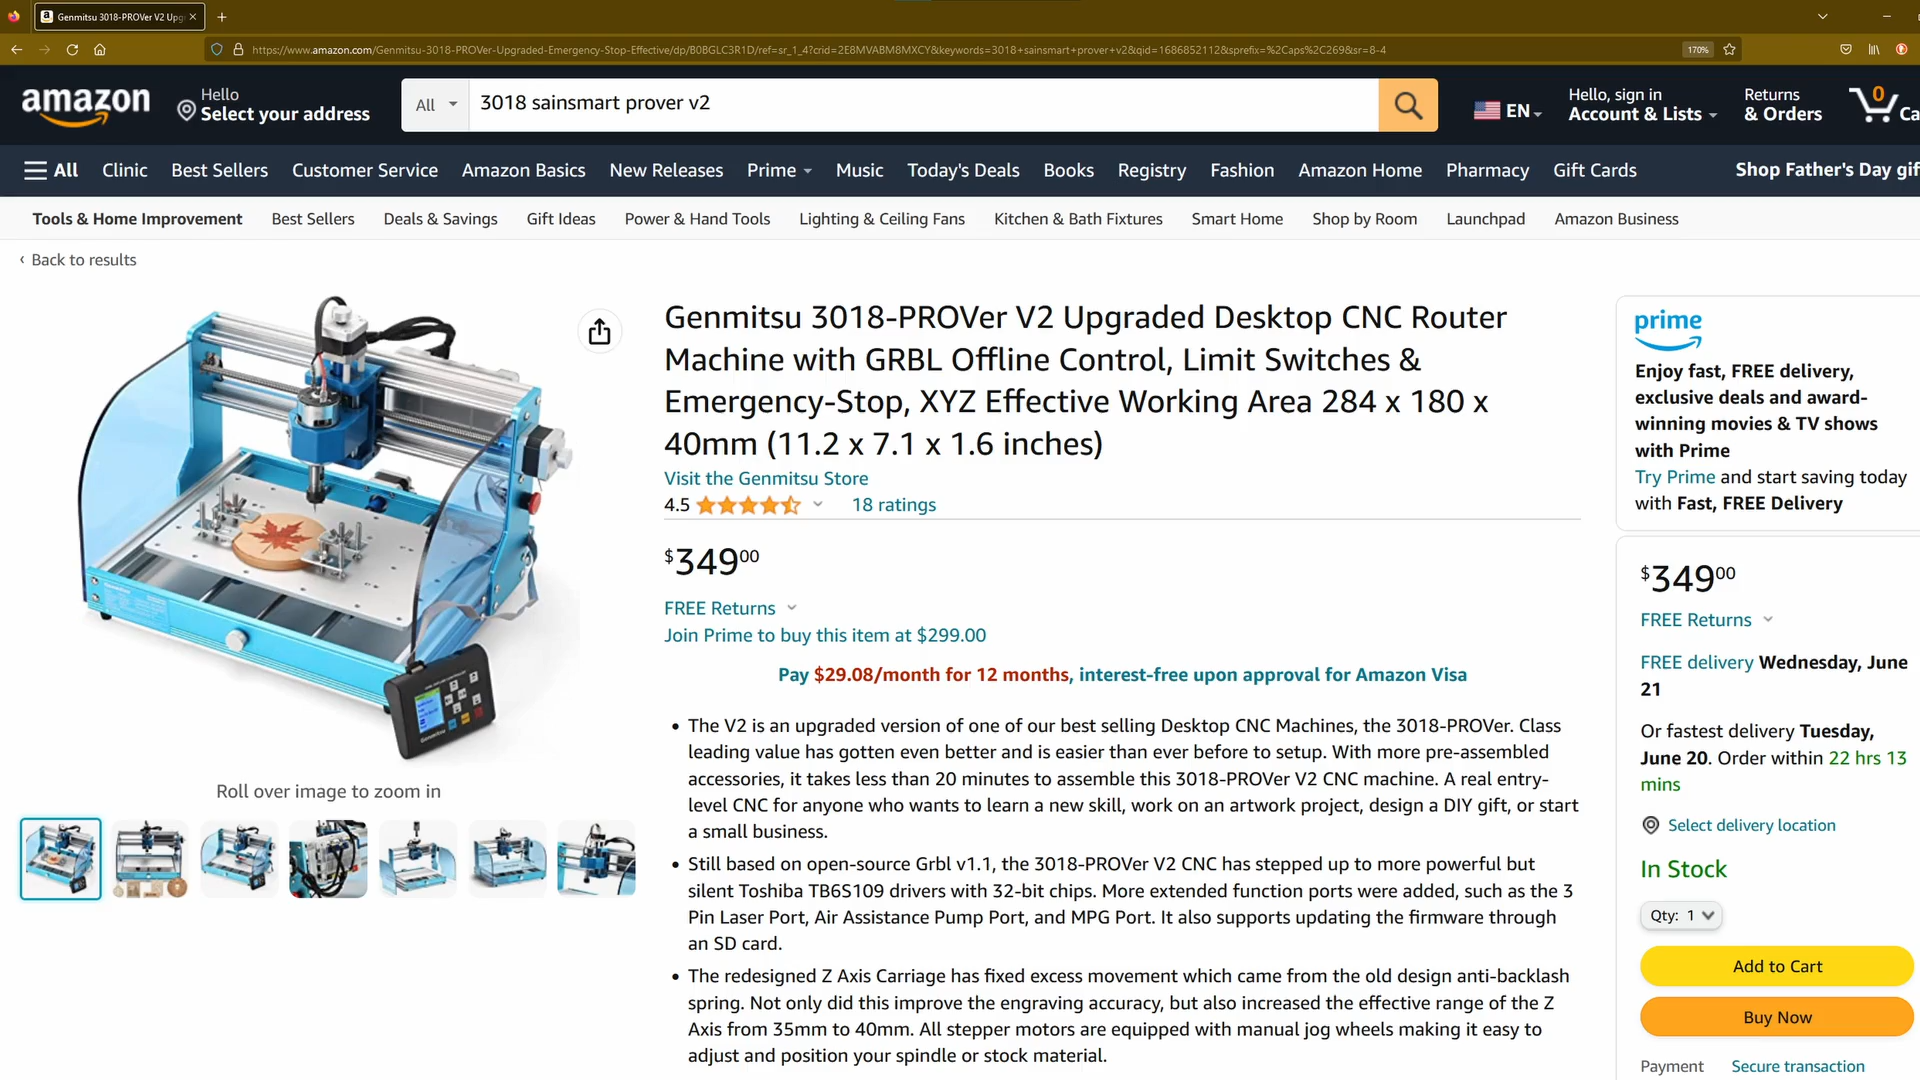 Genmitsu 3018-PROVer V2 Upg
https://www.amazon.com/Genmitsu-3018-PROVer-Upgraded-Emergency-Stop-Effective/dp/B0BGLC3R1D/ref=sr_1_4?crid=2E8MVABM8MXCY&keywords=3018+sainsmart+prover+v2&qid=1686852112&sprefix=%2Caps%2C269&sr=8-4
170%
amazon
Hello
Select your address
All
3018 sainsmart prover v2
EN
Hello, sign in
Account & Lists
Returns
& Orders
0
Ca
All
Clinic
Best Sellers
Customer Service
Amazon Basics
New Releases
Prime
Music
Today's Deals
Books
Registry
Fashion
Amazon Home
Pharmacy
Gift Cards
Shop Father's Day gif
Tools & Home Improvement
Best Sellers
Deals & Savings
Gift Ideas
Power & Hand Tools
Lighting & Ceiling Fans
Kitchen & Bath Fixtures
Smart Home
Shop by Room
Launchpad
Amazon Business
‹ Back to results
Genmitsu
Roll over image to zoom in
Genmitsu 3018-PROVer V2 Upgraded Desktop CNC Router
Machine with GRBL Offline Control, Limit Switches &
Emergency-Stop, XYZ Effective Working Area 284 x 180 x
40mm (11.2 x 7.1 x 1.6 inches)
Visit the Genmitsu Store
4.5
18 ratings
$349.00
FREE Returns
Join Prime to buy this item at $299.00
Pay $29.08/month for 12 months, interest-free upon approval for Amazon Visa
• The V2 is an upgraded version of one of our best selling Desktop CNC Machines, the 3018-PROVer. Class
leading value has gotten even better and is easier than ever before to setup. With more pre-assembled
accessories, it takes less than 20 minutes to assemble this 3018-PROVer V2 CNC machine. A real entry-
level CNC for anyone who wants to learn a new skill, work on an artwork project, design a DIY gift, or start
a small business.
• Still based on open-source Grbl v1.1, the 3018-PROVer V2 CNC has stepped up to more powerful but
silent Toshiba TB6S109 drivers with 32-bit chips. More extended function ports were added, such as the 3
Pin Laser Port, Air Assistance Pump Port, and MPG Port. It also supports updating the firmware through
an SD card.
• The redesigned Z Axis Carriage has fixed excess movement which came from the old design anti-backlash
spring. Not only did this improve the engraving accuracy, but also increased the effective range of the Z
Axis from 35mm to 40mm. All stepper motors are equipped with manual jog wheels making it easy to
adjust and position your spindle or stock material.
prime
Enjoy fast, FREE delivery,
exclusive deals and award-
winning movies & TV shows
with Prime
Try Prime and start saving today
with Fast, FREE Delivery
$349.00
FREE Returns
FREE delivery Wednesday, June
21
Or fastest delivery Tuesday,
June 20. Order within 22 hrs 13
mins
Select delivery location
In Stock
Qty: 1
Add to Cart
Buy Now
Payment
Secure transaction